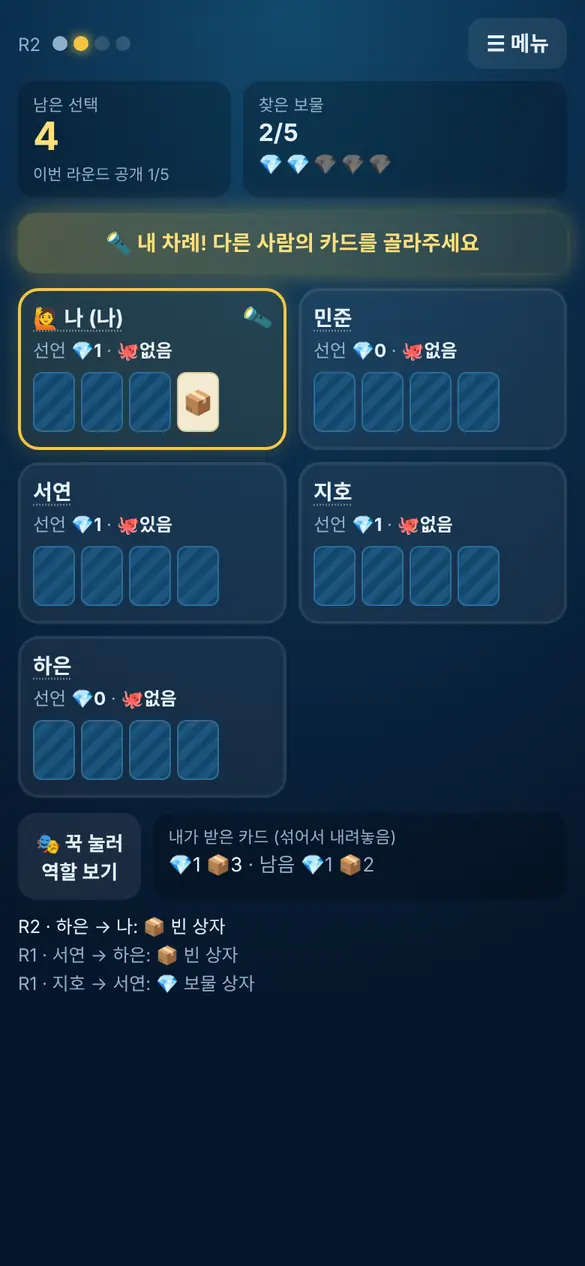 R2
☰ 메뉴
남은 선택
4
이번 라운드 공개 1/5
찾은 보물
2/5
💎 💎 💎 💎 💎
🔦 내 차례! 다른 사람의 카드를 골라주세요
🙋 나 (나) 🔦
선언 💎1 · 🐙없음
📦
민준
선언 💎0 · 🐙없음
서연
선언 💎1 · 🐙있음
지호
선언 💎1 · 🐙없음
하은
선언 💎0 · 🐙없음
🎭 꾹 눌러
역할 보기
내가 받은 카드 (섞어서 내려놓음)
💎1 📦3 · 남음 💎1 📦2
R2 · 하은 → 나: 📦 빈 상자
R1 · 서연 → 하은: 📦 빈 상자
R1 · 지호 → 서연: 💎 보물 상자